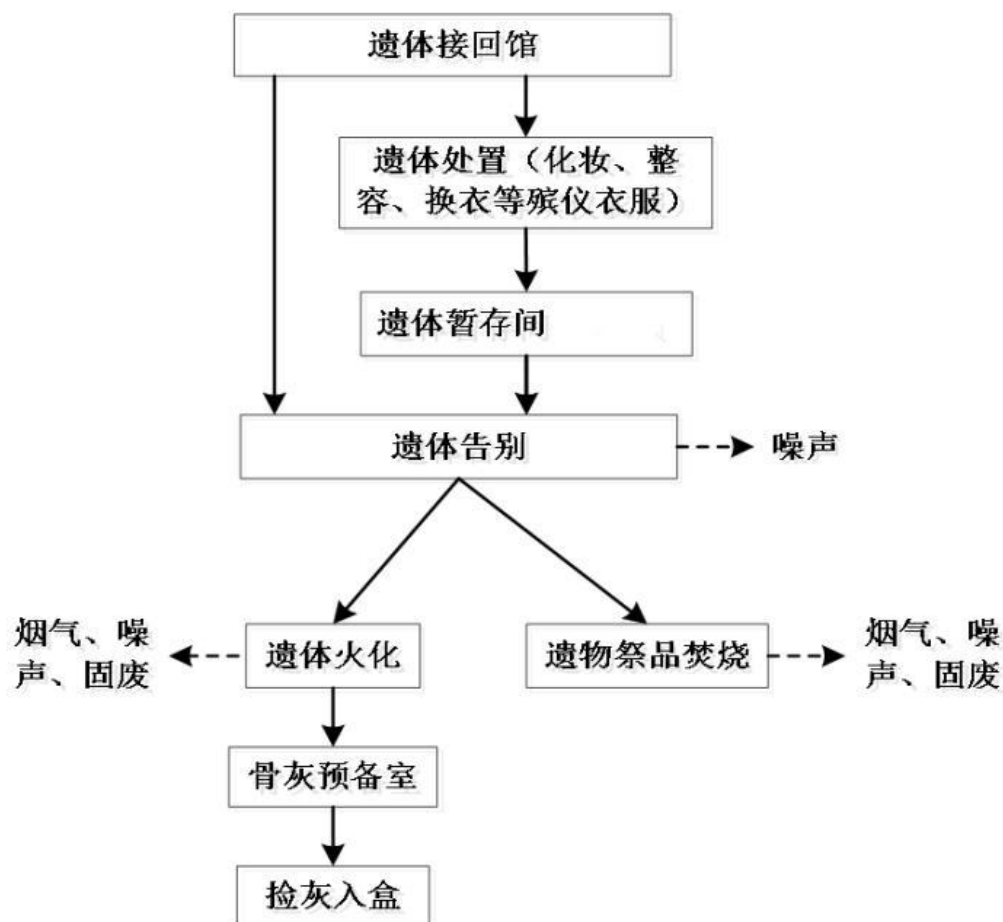 遗体接回馆
遗体处置（化妆、整
容、换衣等殡仪衣服）
遗体暂存间
遗体告别
噪声
烟气、噪
声、固废
遗体火化
遗物祭品焚烧
烟气、噪
声、固废
骨灰预备室
捡灰入盒